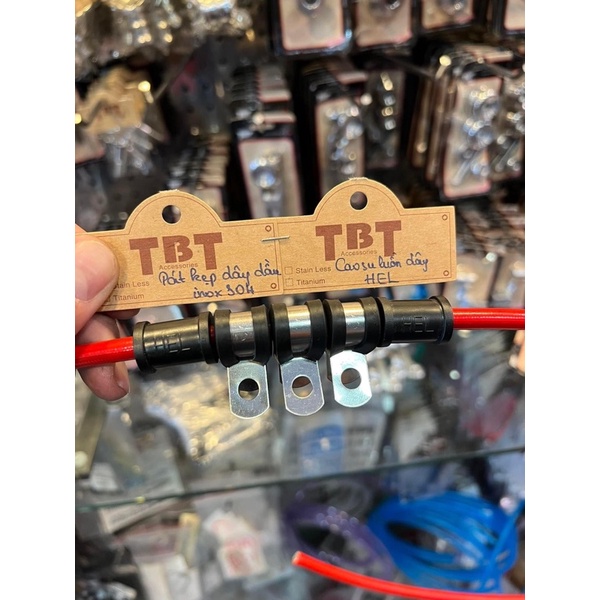 TBT
Accessories
Pát kẹp dây dầu
Stain Less
inox 304
Titanium
TBT
Accessories
Cao su luồn dây
Stain Less
HEL
Titanium
HEL
HEL